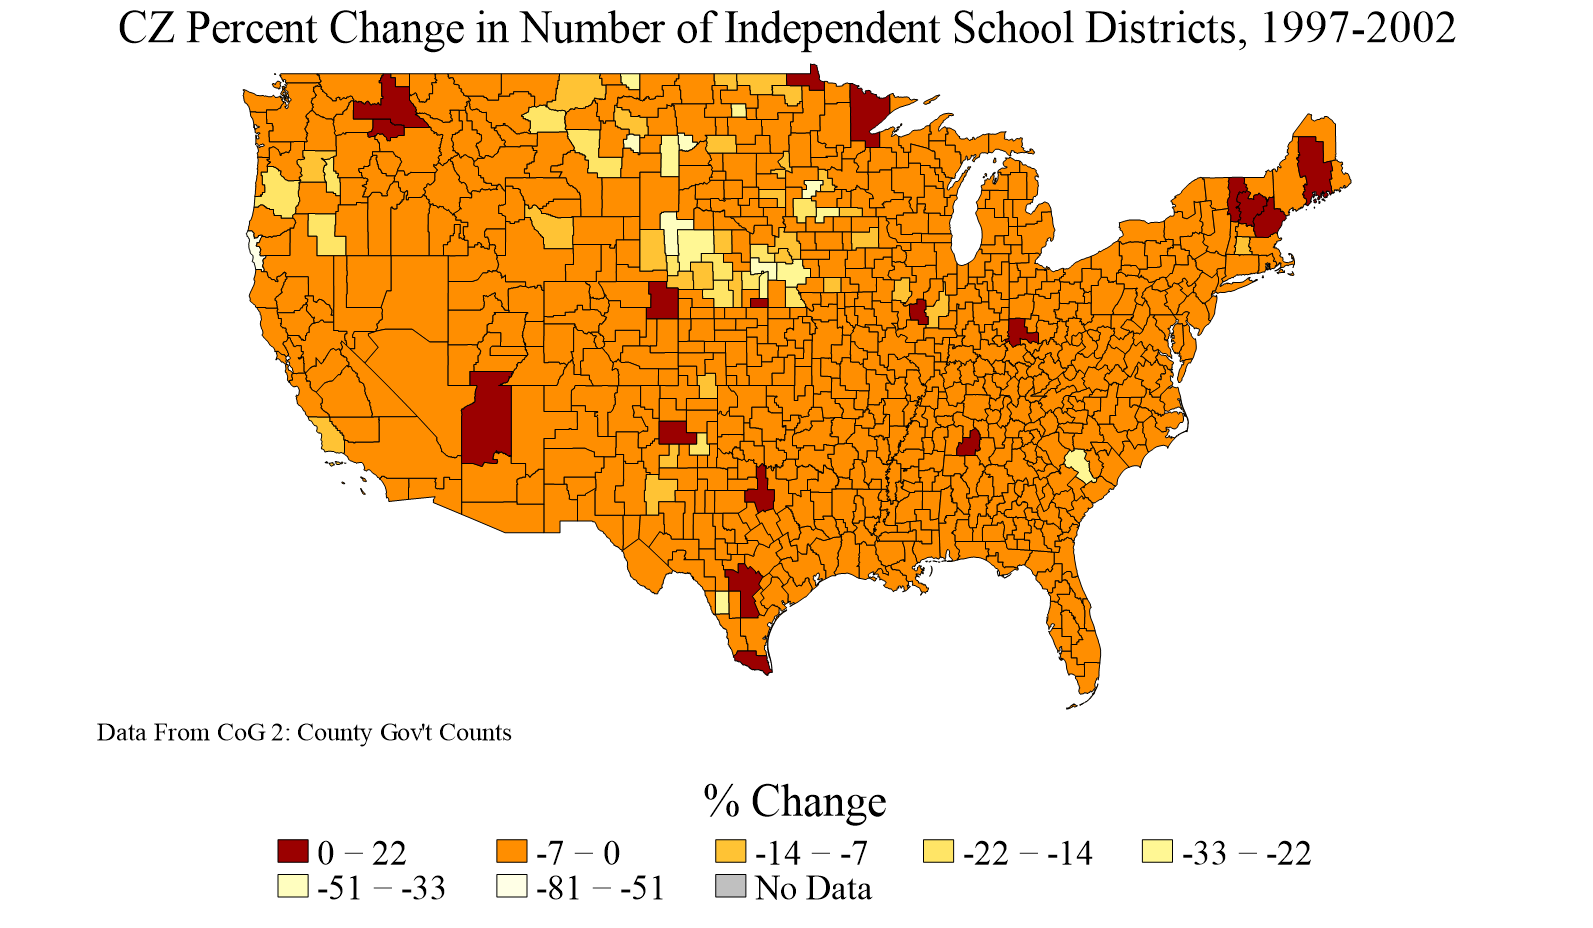 CZ Percent Change in Number of Independent School Districts, 1997-2002
Data From CoG 2: County Gov't Counts
% Change
0 − 22 -7 − 0 -14 − -7 -22 − -14 -33 − -22
-51 − -33 -81 − -51 No Data